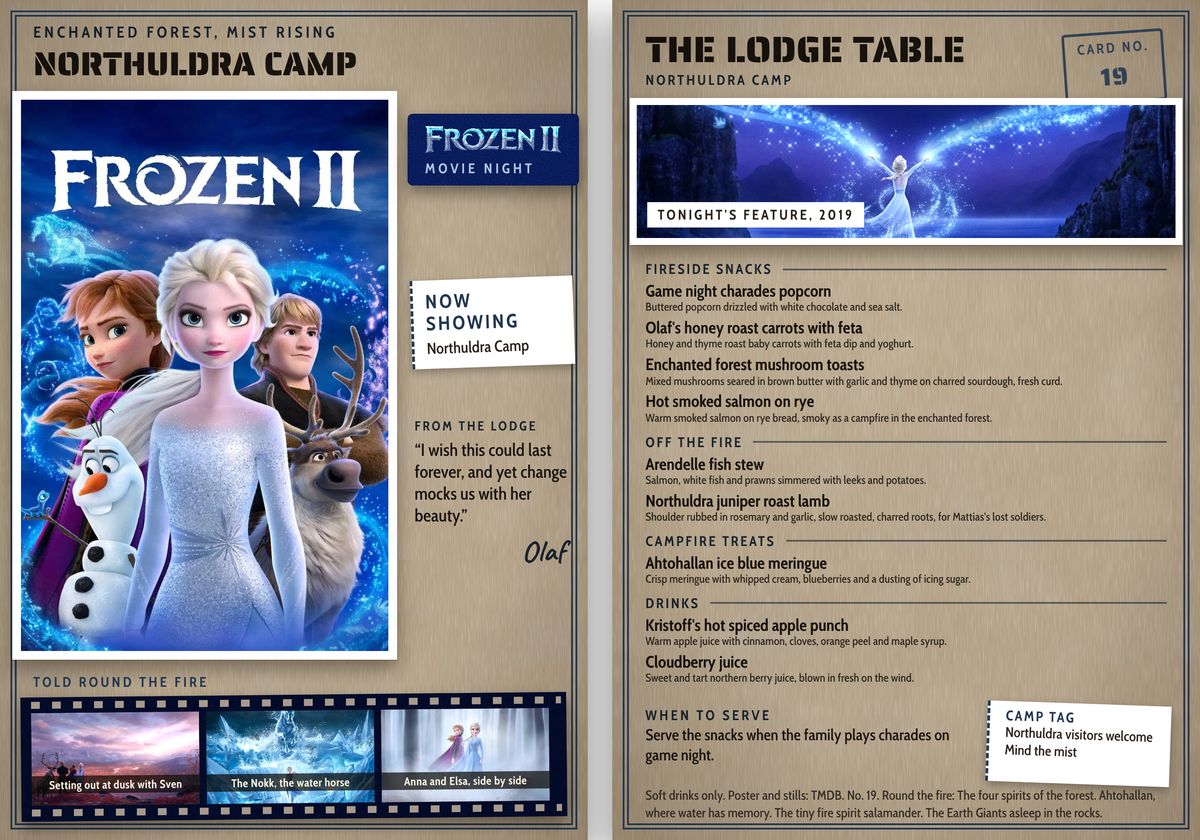 ENCHANTED FOREST, MIST RISING
NORTHULDRA CAMP
FROZEN II
FROZEN II
MOVIE NIGHT
NOW
SHOWING
Northuldra Camp
FROM THE LODGE
“I wish this could last
forever, and yet change
mocks us with her
beauty.”
Olaf
TOLD ROUND THE FIRE
Setting out at dusk with Sven
The Nokk, the water horse
Anna and Elsa, side by side
THE LODGE TABLE
NORTHULDRA CAMP
CARD NO.
19
TONIGHT'S FEATURE, 2019
FIRESIDE SNACKS
Game night charades popcorn
Buttered popcorn drizzled with white chocolate and sea salt.
Olaf's honey roast carrots with feta
Honey and thyme roast baby carrots with feta dip and yoghurt.
Enchanted forest mushroom toasts
Mixed mushrooms seared in brown butter with garlic and thyme on charred sourdough, fresh curd.
Hot smoked salmon on rye
Warm smoked salmon on rye bread, smoky as a campfire in the enchanted forest.
OFF THE FIRE
Arendelle fish stew
Salmon, white fish and prawns simmered with leeks and potatoes.
Northuldra juniper roast lamb
Shoulder rubbed in rosemary and garlic, slow roasted, charred roots, for Mattias's lost soldiers.
CAMPFIRE TREATS
Ahtohallan ice blue meringue
Crisp meringue with whipped cream, blueberries and a dusting of icing sugar.
DRINKS
Kristoff's hot spiced apple punch
Warm apple juice with cinnamon, cloves, orange peel and maple syrup.
Cloudberry juice
Sweet and tart northern berry juice, blown in fresh on the wind.
WHEN TO SERVE
Serve the snacks when the family plays charades on
game night.
CAMP TAG
Northuldra visitors welcome
Mind the mist
Soft drinks only. Poster and stills: TMDB. No. 19. Round the fire: The four spirits of the forest. Ahtohallan,
where water has memory. The tiny fire spirit salamander. The Earth Giants asleep in the rocks.